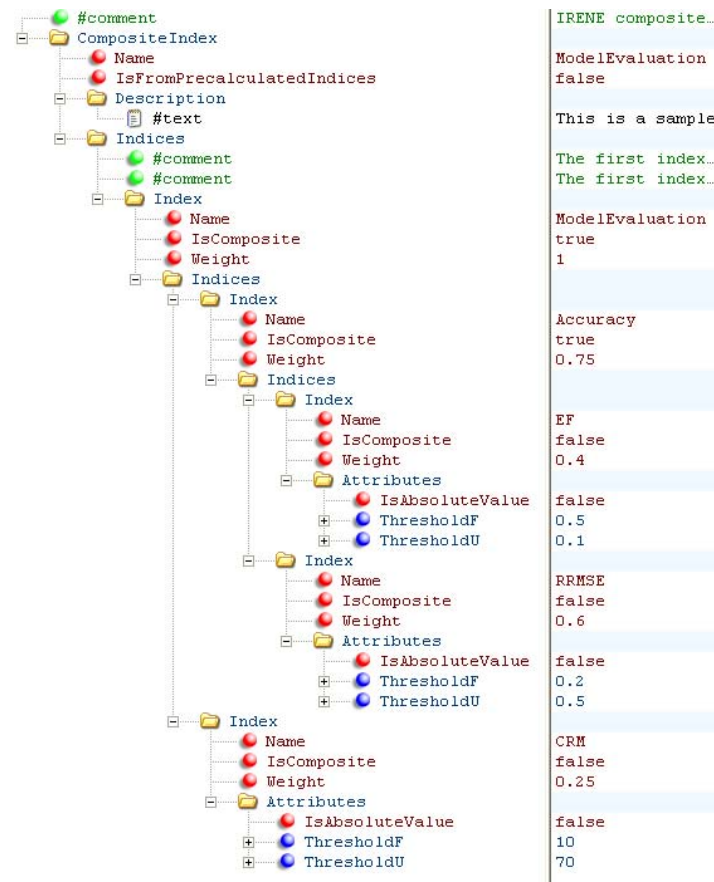 #comment IRENE composite…
CompositeIndex
Name ModelEvaluation
IsFromPrecalculatedIndices false
Description
#text This is a sample
Indices
#comment The first index…
#comment The first index…
Index
Name ModelEvaluation
IsComposite true
Weight 1
Indices
Index
Name Accuracy
IsComposite true
Weight 0.75
Indices
Index
Name EF
IsComposite false
Weight 0.4
Attributes
IsAbsoluteValue false
ThresholdF 0.5
ThresholdU 0.1
Index
Name RRMSE
IsComposite false
Weight 0.6
Attributes
IsAbsoluteValue false
ThresholdF 0.2
ThresholdU 0.5
Index
Name CRM
IsComposite false
Weight 0.25
Attributes
IsAbsoluteValue false
ThresholdF 10
ThresholdU 70